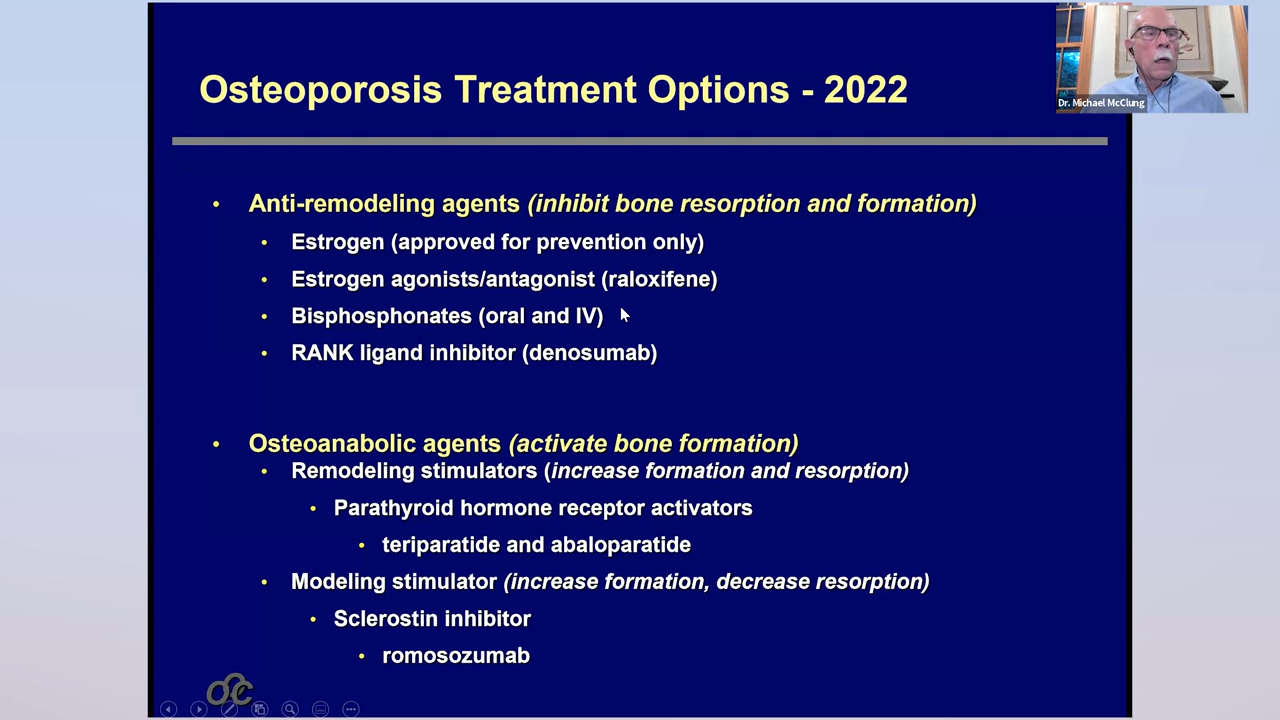 Osteoporosis Treatment Options - 2022
Dr. Michael McClung
• Anti-remodeling agents (inhibit bone resorption and formation)
• Estrogen (approved for prevention only)
• Estrogen agonists/antagonist (raloxifene)
• Bisphosphonates (oral and IV)
• RANK ligand inhibitor (denosumab)
• Osteoanabolic agents (activate bone formation)
• Remodeling stimulators (increase formation and resorption)
• Parathyroid hormone receptor activators
• teriparatide and abaloparatide
• Modeling stimulator (increase formation, decrease resorption)
• Sclerostin inhibitor
• romosozumab
OC